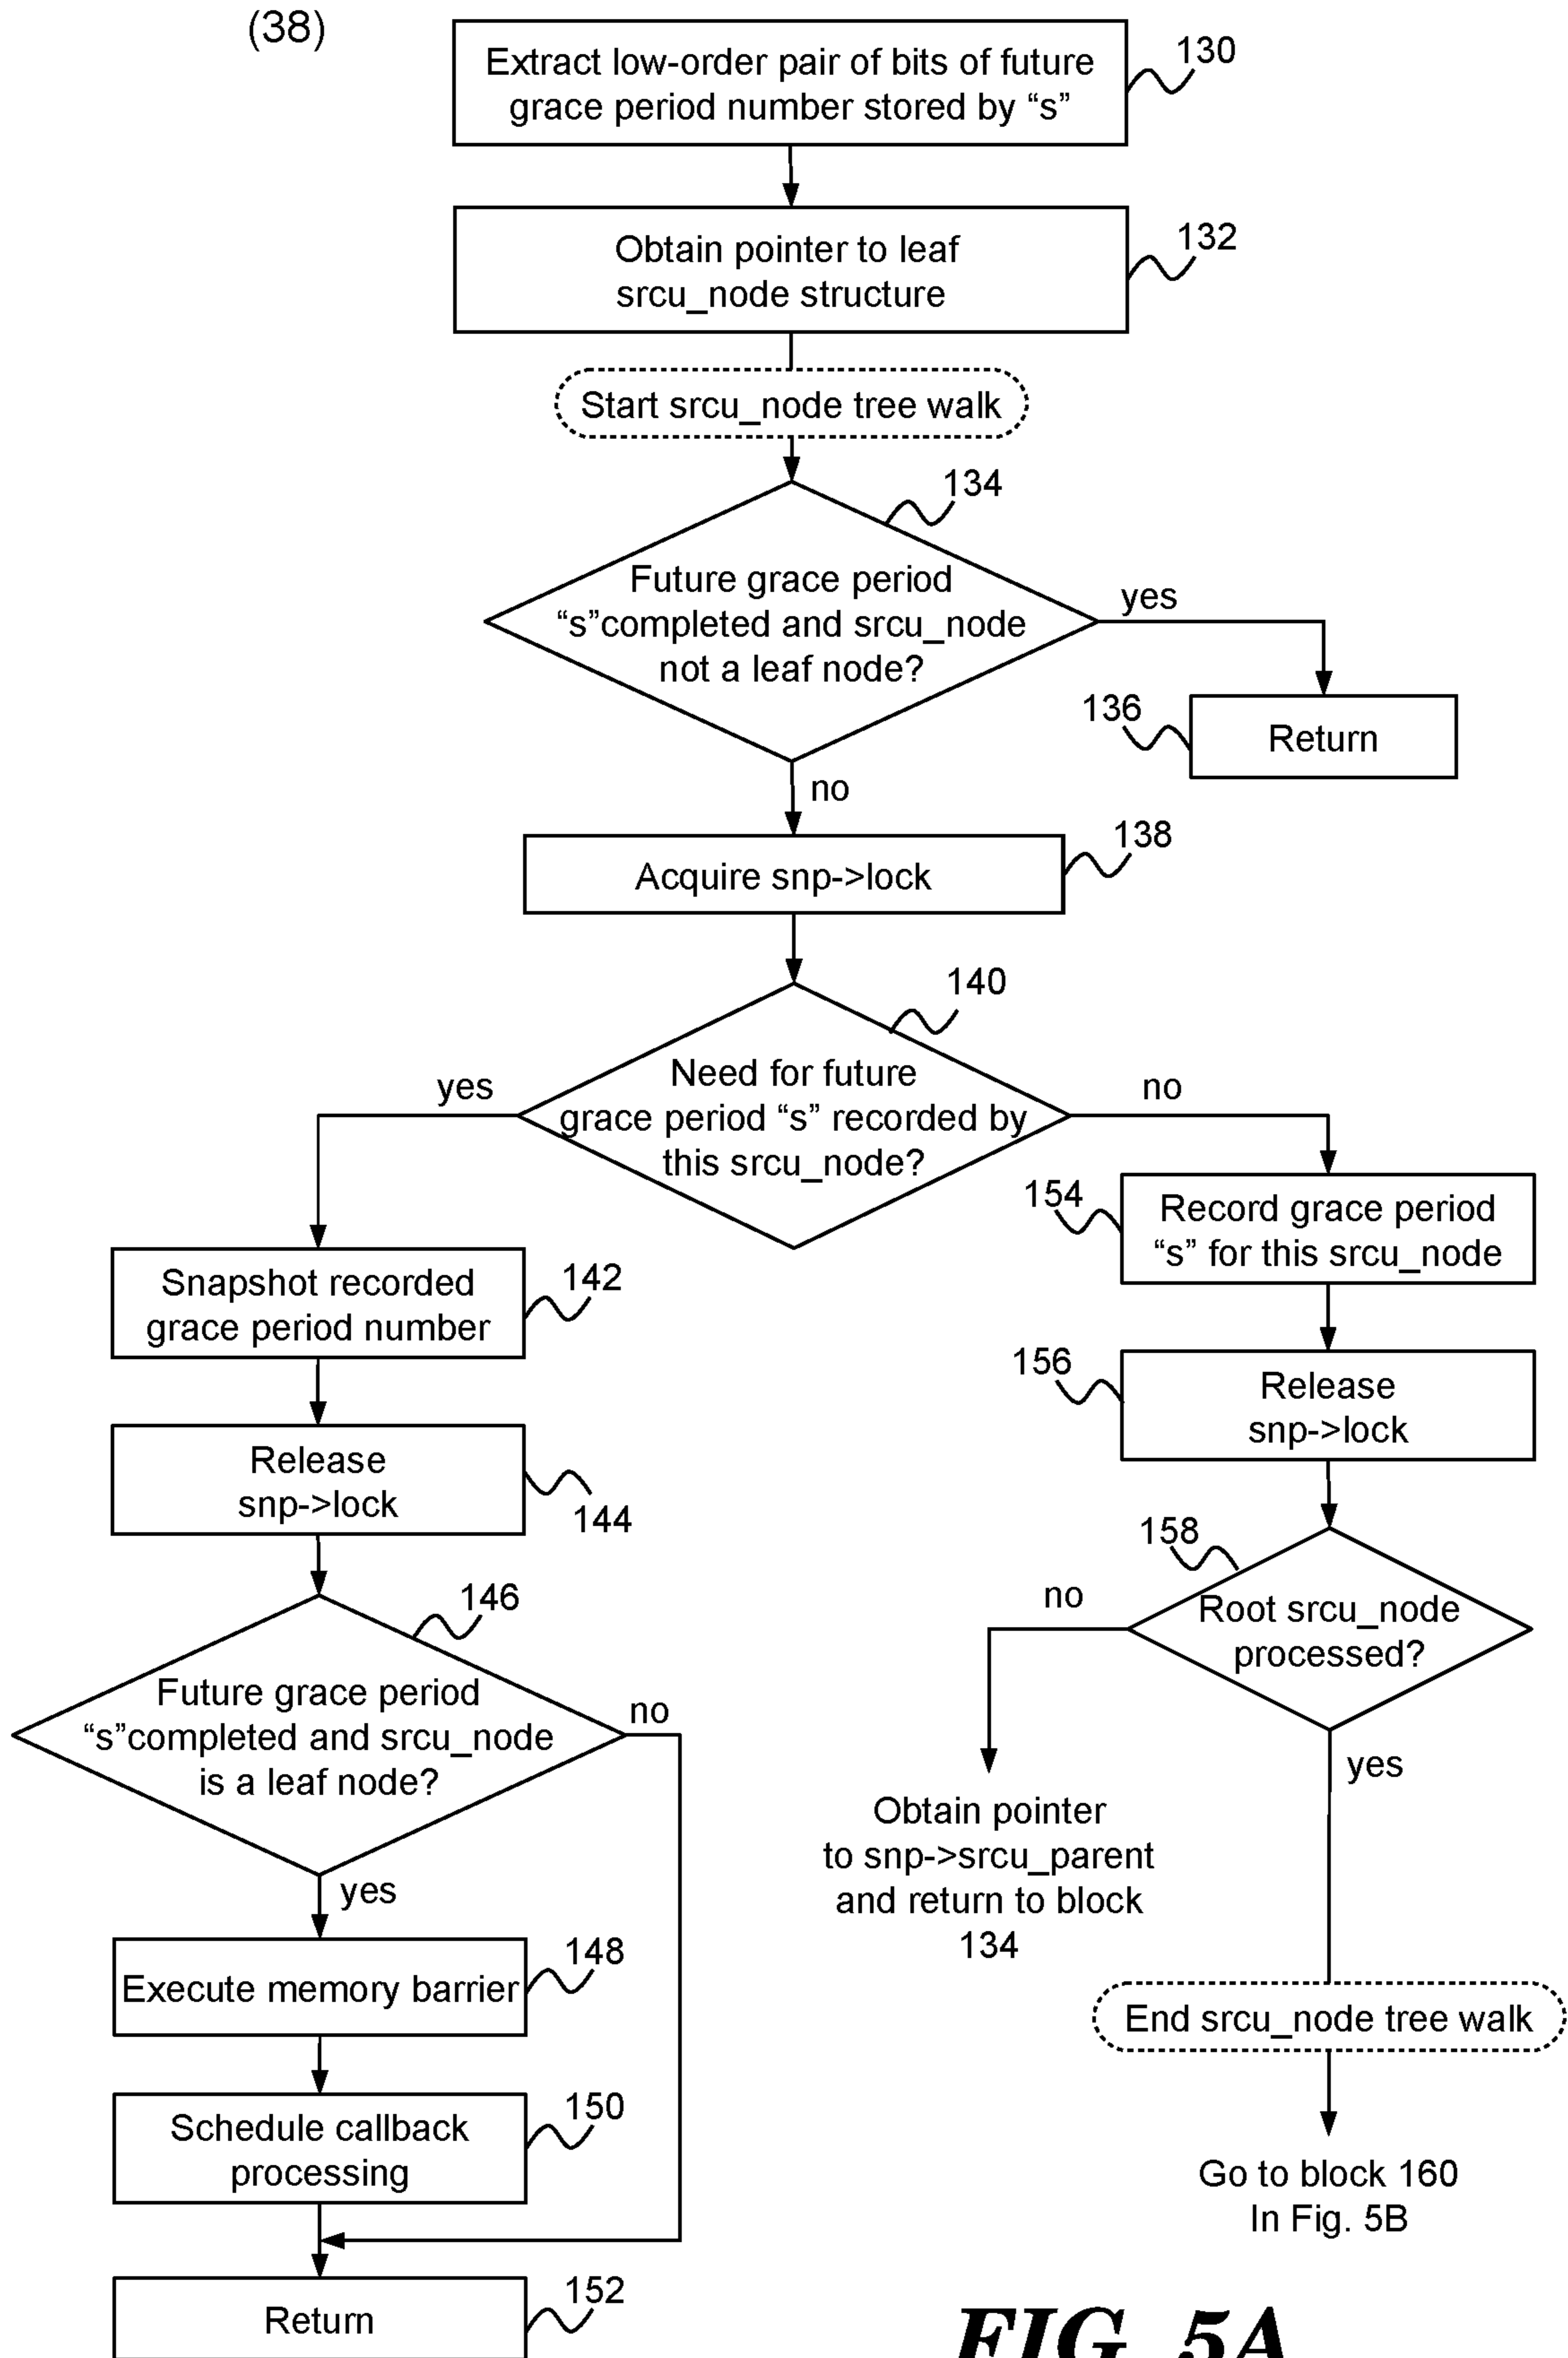 (38)
Extract low-order pair of bits of future
grace period number stored by “s”
130
Obtain pointer to leaf
srcu_node structure
132
Start srcu_node tree walk
134
Future grace period
“s”completed and srcu_node
not a leaf node?
yes
136
Return
no
138
Acquire snp->lock
140
Need for future
grace period “s” recorded by
this srcu_node?
yes
no
142
Snapshot recorded
grace period number
Release
snp->lock
144
146
Future grace period
“s”completed and srcu_node
is a leaf node?
no
yes
148
Execute memory barrier
150
Schedule callback
processing
152
Return
154
Record grace period
“s” for this srcu_node
156
Release
snp->lock
158
Root srcu_node
processed?
no
Obtain pointer
to snp->srcu_parent
and return to block
134
yes
End srcu_node tree walk
Go to block 160
In Fig. 5B
FIG. 5A